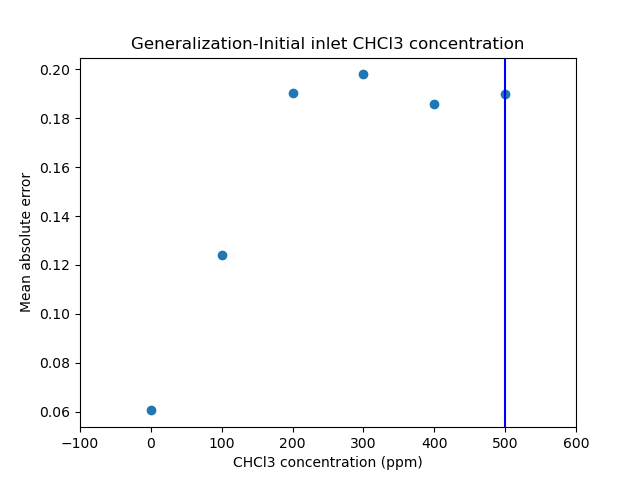 Generalization-Initial inlet CHCl3 concentration
0.20
0.18
0.16
0.14
0.12
0.10
0.08
0.06
Mean absolute error
−100 0 100 200 300 400 500 600
CHCl3 concentration (ppm)